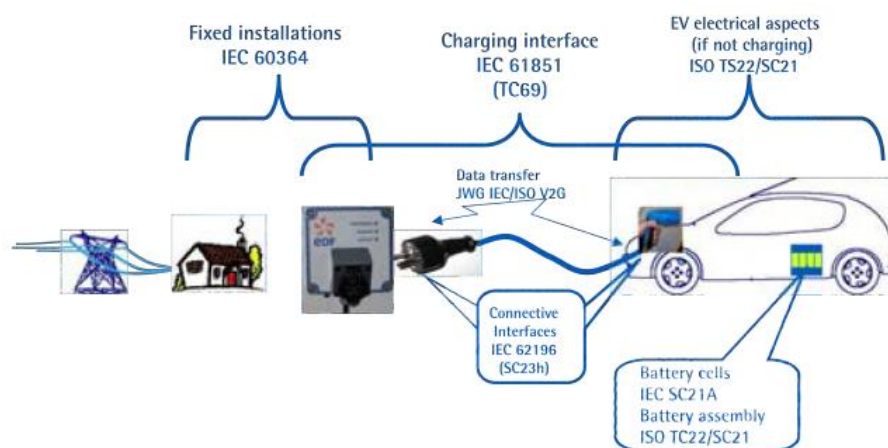 Fixed installations
IEC 60364
Charging interface
IEC 61851
(TC69)
EV electrical aspects
(if not charging)
ISO TS22/SC21
Data transfer
JWG IEC/ISO V2G
edf
Connective
Interfaces
IEC 62196
(SC23h)
Battery cells
IEC SC21A
Battery assembly
ISO TC22/SC21